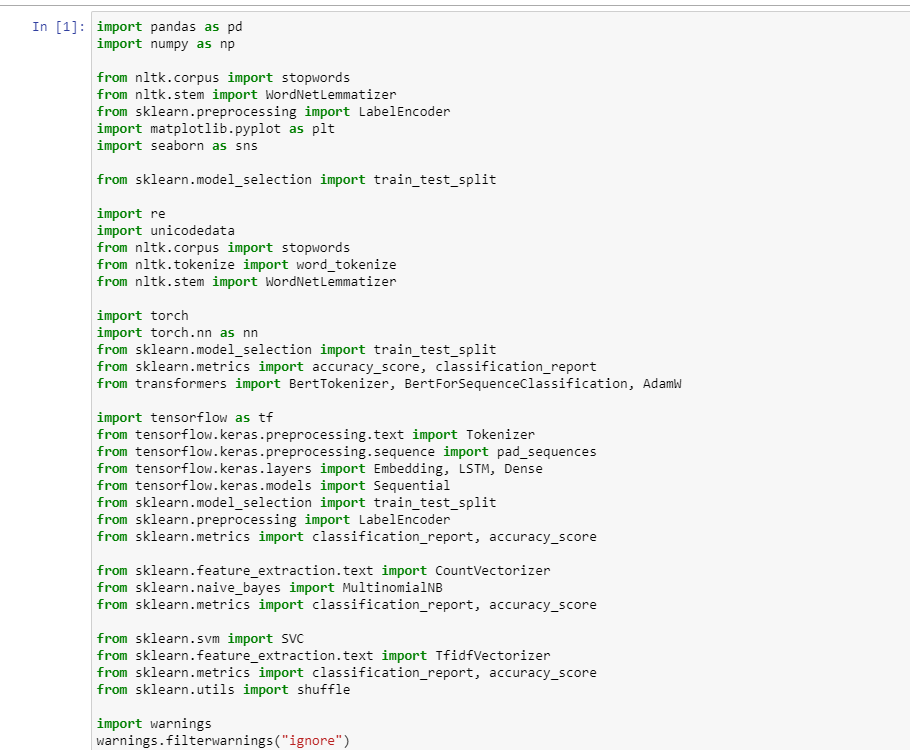 In [1]: import pandas as pd
import numpy as np
from nltk.corpus import stopwords
from nltk.stem import WordNetLemmatizer
from sklearn.preprocessing import LabelEncoder
import matplotlib.pyplot as plt
import seaborn as sns
from sklearn.model_selection import train_test_split
import re
import unicodedata
from nltk.corpus import stopwords
from nltk.tokenize import word_tokenize
from nltk.stem import WordNetLemmatizer
import torch
import torch.nn as nn
from sklearn.model_selection import train_test_split
from sklearn.metrics import accuracy_score, classification_report
from transformers import BertTokenizer, BertForSequenceClassification, AdamW
import tensorflow as tf
from tensorflow.keras.preprocessing.text import Tokenizer
from tensorflow.keras.preprocessing.sequence import pad_sequences
from tensorflow.keras.layers import Embedding, LSTM, Dense
from tensorflow.keras.models import Sequential
from sklearn.model_selection import train_test_split
from sklearn.preprocessing import LabelEncoder
from sklearn.metrics import classification_report, accuracy_score
from sklearn.feature_extraction.text import CountVectorizer
from sklearn.naive_bayes import MultinomialNB
from sklearn.metrics import classification_report, accuracy_score
from sklearn.svm import SVC
from sklearn.feature_extraction.text import TfidfVectorizer
from sklearn.metrics import classification_report, accuracy_score
from sklearn.utils import shuffle
import warnings
warnings.filterwarnings("ignore")